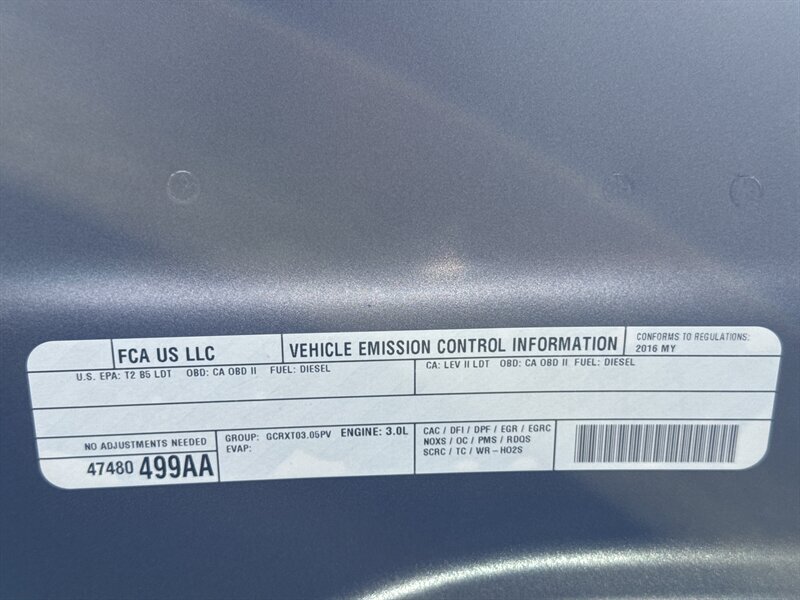 FCA US LLC
VEHICLE EMISSION CONTROL INFORMATION
CONFORMS TO REGULATIONS:
2016 MY
U.S. EPA: T2 B5 LDT OBD: CA OBD II FUEL: DIESEL
CA: LEV II LDT OBD: CA OBD II FUEL: DIESEL
NO ADJUSTMENTS NEEDED
47480 499AA
GROUP: GCRXT03.05PV ENGINE: 3.0L
EVAP:
CAC / DFI / DPF / EGR / EGRC
NOXS / OC / PMS / RDQS
SCRC / TC / WR-HO2S